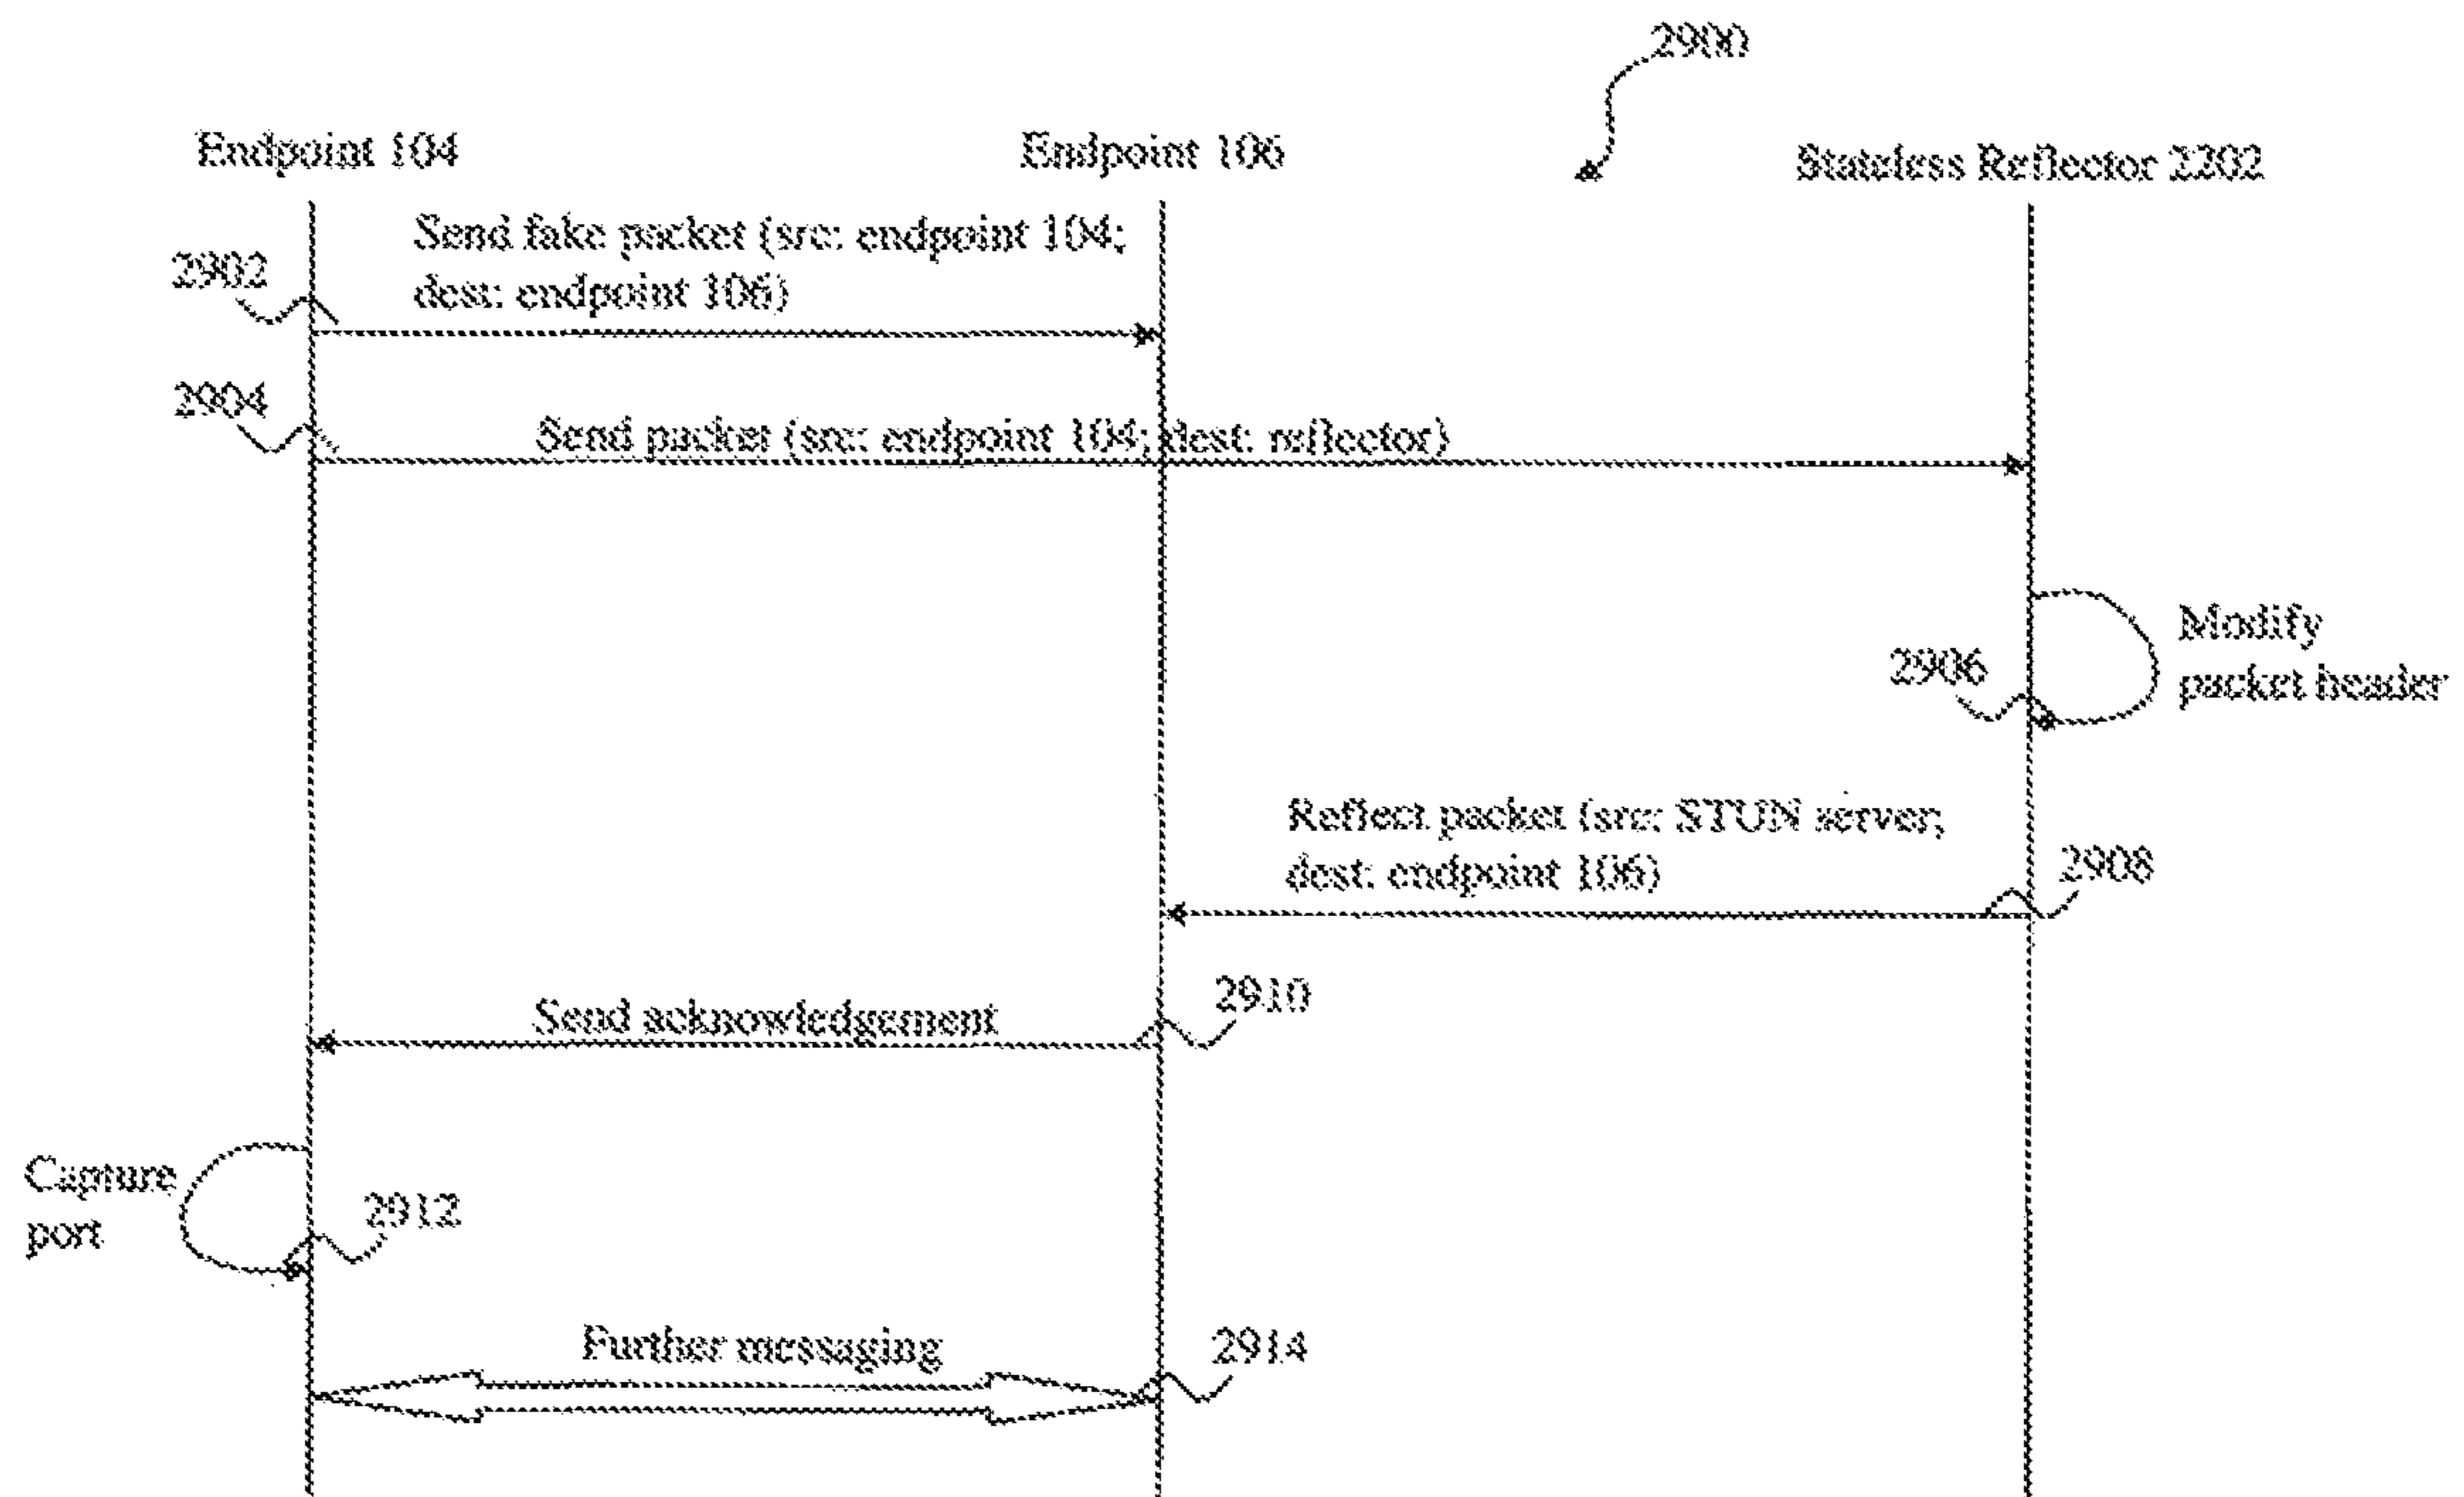 2900
Endpoint 104
Endpoint 106
Stateless Reflector 2202
Send fake packet (src: endpoint 104;
dest: endpoint 106)
2902
2904
Send packet (src: endpoint 104; dest: reflector)
Modify
packet header
2906
Reflect packet (src: STUN server;
dest: endpoint 106)
2908
2910
Send acknowledgement
Capture
port
2912
Further messaging
2914